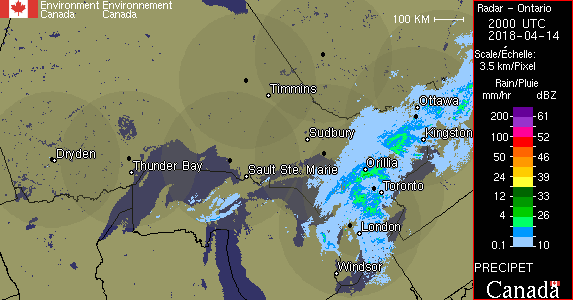 Environment Environnement
Canada Canada
100 KM
Timmins
Ottawa
Sudbury
Kingston
Dryden
Thunder Bay
Sault Ste. Marie
Orillia
Toronto
London
Windsor
Radar - Ontario
2000 UTC
2018-04-14
Scale/Échelle:
3.5 km/Pixel
Rain/Pluie
mm/hr dBZ
200 61
100 52
50 46
24 39
12 33
4 26
0.1 10
PRECIPET
Canada